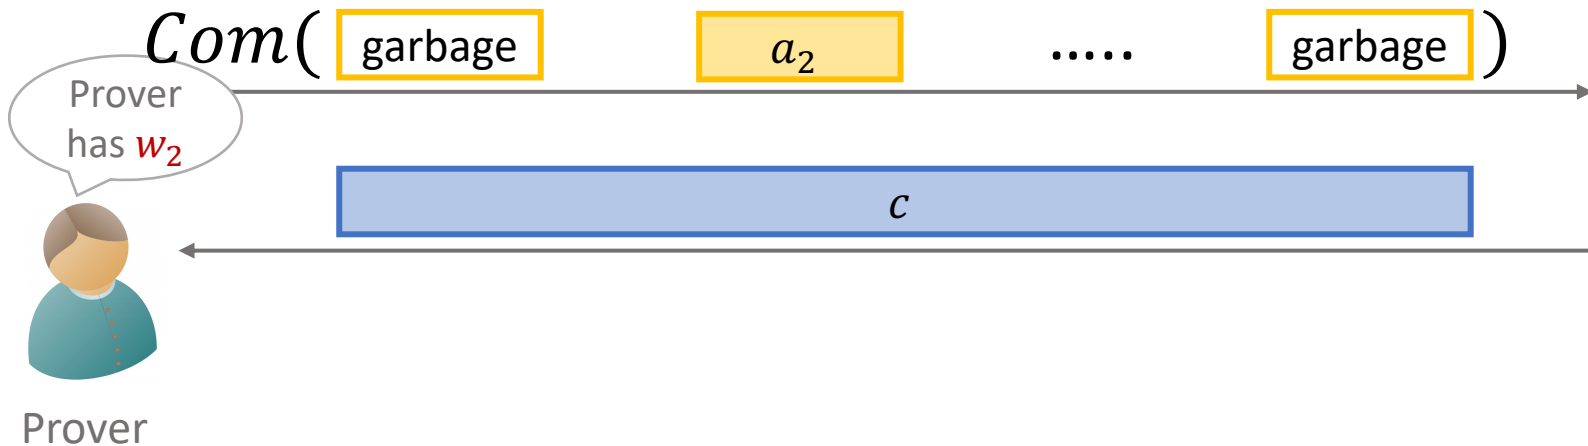 Com( garbage a₂ ..... garbage )
Prover
has w₂
c
Prover